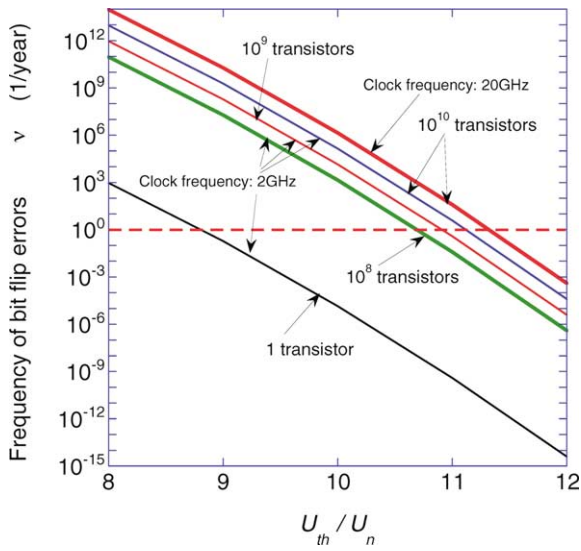 Frequency of bit flip errors ν (1/year)
10^12
10^9
10^6
10^3
10^0
10^-3
10^-6
10^-9
10^-12
10^-15
10^9 transistors
Clock frequency: 20GHz
10^10 transistors
Clock frequency: 2GHz
10^8 transistors
1 transistor
8 9 10 11 12
U_th / U_n